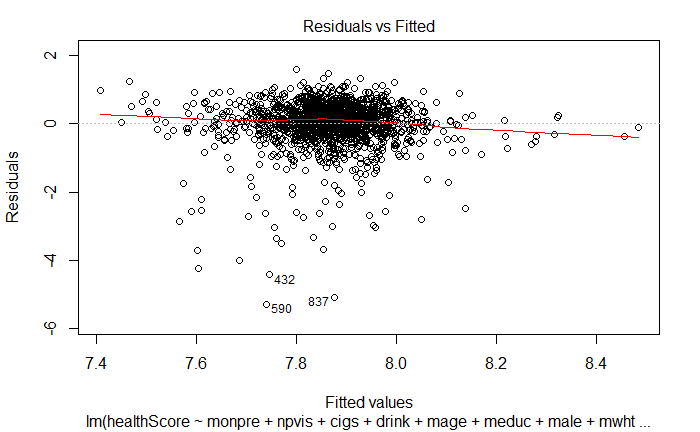 Residuals vs Fitted
Residuals
2
0
-2
-4
-6
432
590
837
7.4 7.6 7.8 8.0 8.2 8.4
Fitted values
lm(healthScore ~ monpre + npvis + cigs + drink + mage + meduc + male + mwht ...